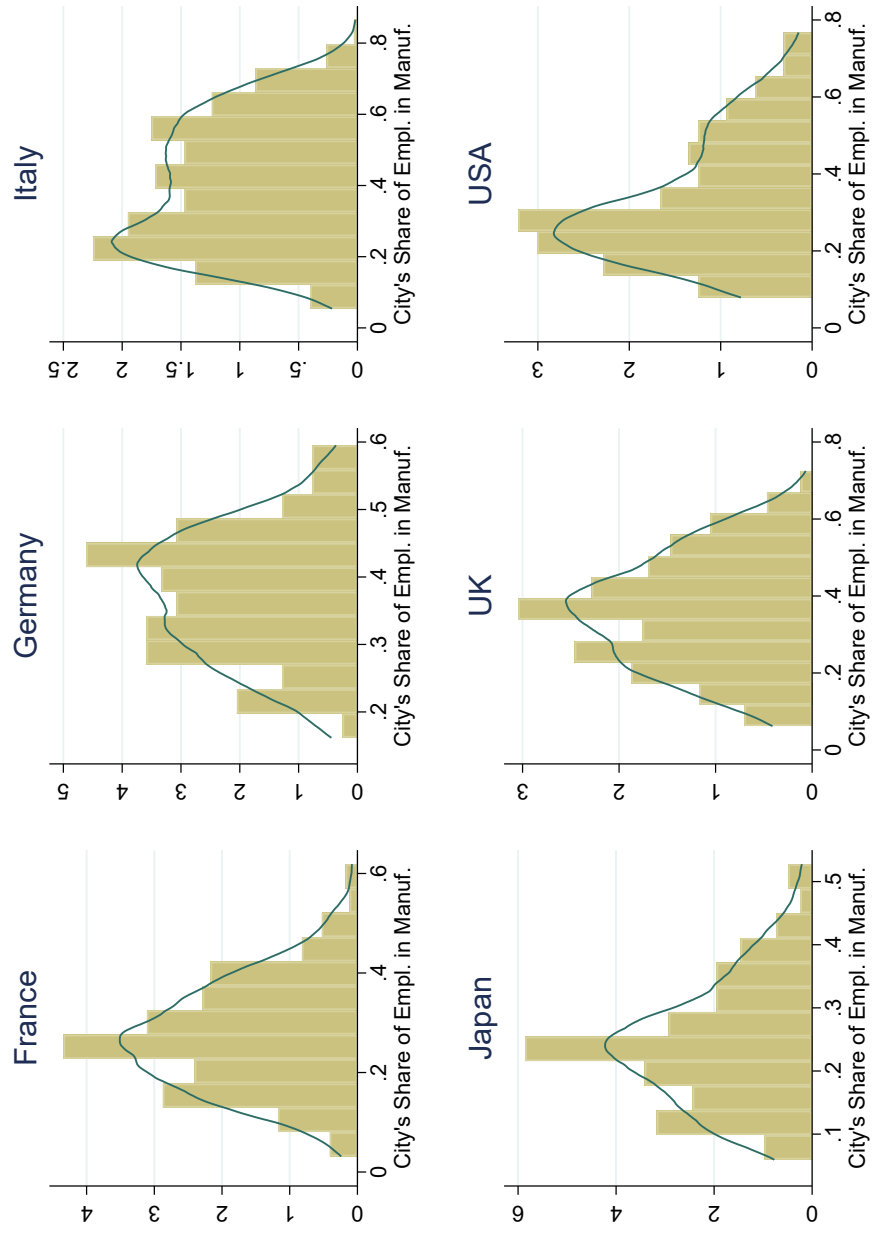 France
4
3
2
1
0
0 .2 .4 .6
City's Share of Empl. in Manuf.
Germany
5
4
3
2
1
0
.2 .3 .4 .5 .6
City's Share of Empl. in Manuf.
Italy
2.5
2
1.5
1
.5
0
0 .2 .4 .6 .8
City's Share of Empl. in Manuf.
Japan
6
4
2
0
.1 .2 .3 .4 .5
City's Share of Empl. in Manuf.
UK
3
2
1
0
0 .2 .4 .6 .8
City's Share of Empl. in Manuf.
USA
3
2
1
0
0 .2 .4 .6 .8
City's Share of Empl. in Manuf.